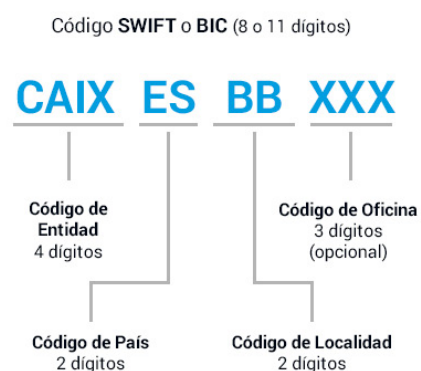 Código SWIFT o BIC (8 o 11 dígitos)
CAIX ES BB XXX
Código de
Entidad
4 dígitos
Código de Oficina
3 dígitos
(opcional)
Código de País
2 dígitos
Código de Localidad
2 dígitos